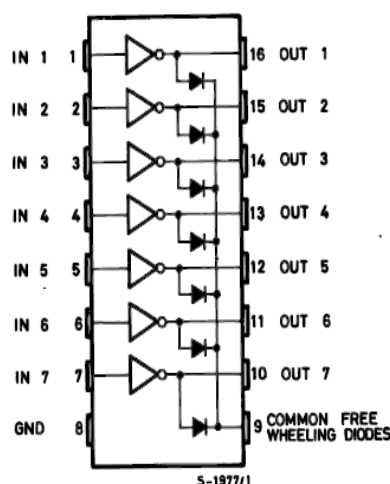 IN 1 1 16 OUT 1
IN 2 2 15 OUT 2
IN 3 3 14 OUT 3
IN 4 4 13 OUT 4
IN 5 5 12 OUT 5
IN 6 6 11 OUT 6
IN 7 7 10 OUT 7
GND 8 9 COMMON FREE
WHEELING DIODES
S-1977/1